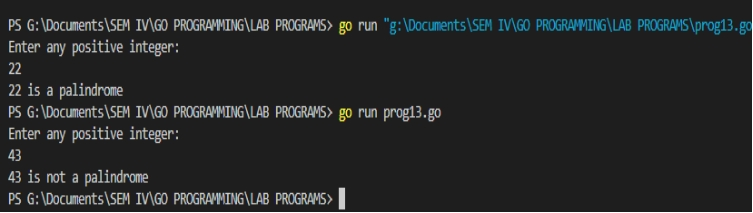 PS G:\Documents\SEM IV\GO PROGRAMMING\LAB PROGRAMS> go run "g:\Documents\SEM IV\GO PROGRAMMING\LAB PROGRAMS\prog13.go
Enter any positive integer:
22
22 is a palindrome
PS G:\Documents\SEM IV\GO PROGRAMMING\LAB PROGRAMS> go run prog13.go
Enter any positive integer:
43
43 is not a palindrome
PS G:\Documents\SEM IV\GO PROGRAMMING\LAB PROGRAMS>